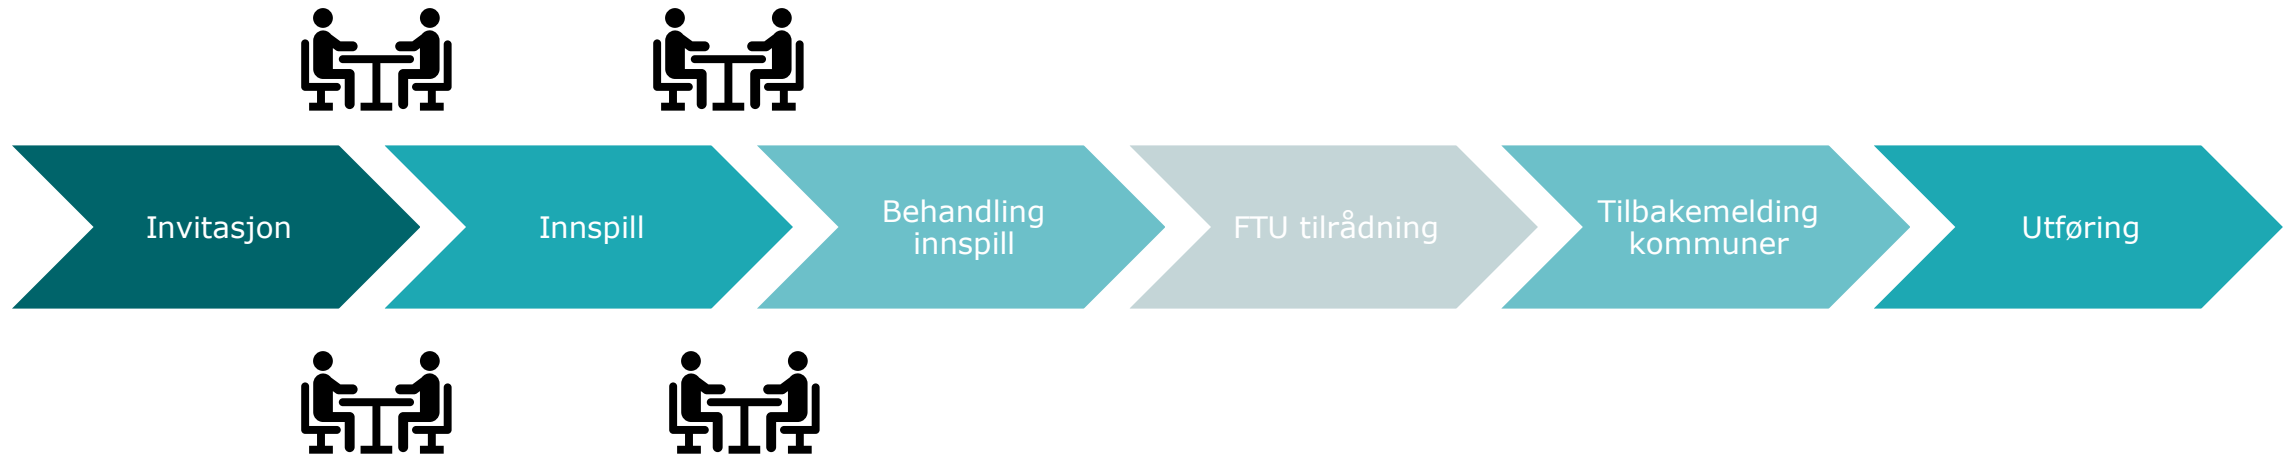 Invitasjon
Innspill
Behandling
innspill
FTU tilrådning
Tilbakemelding
kommuner
Utføring